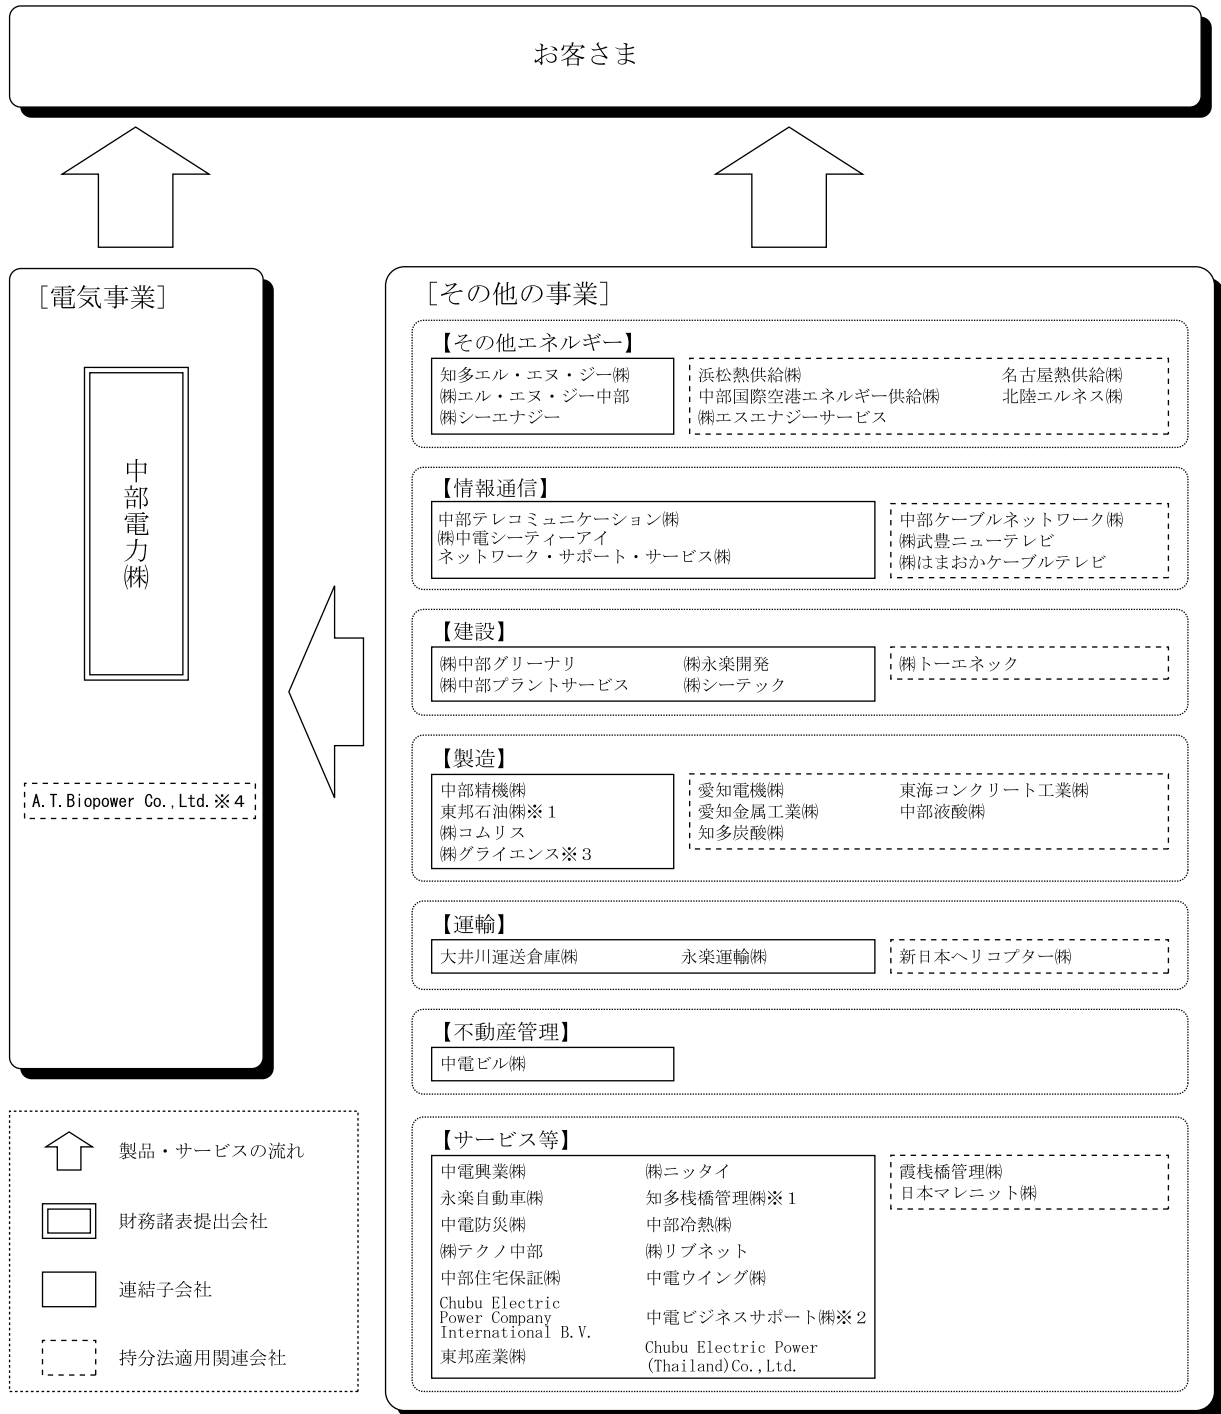 お客さま
［電気事業］
中部電力㈱
A.T.Biopower Co.,Ltd.※４
［その他の事業］
【その他エネルギー】
知多エル・エヌ・ジー㈱
㈱エル・エヌ・ジー中部
㈱シーエナジー
浜松熱供給㈱ 名古屋熱供給㈱
中部国際空港エネルギー供給㈱ 北陸エルネス㈱
㈱エスエナジーサービス
【情報通信】
中部テレコミュニケーション㈱
㈱中電シーティーアイ
ネットワーク・サポート・サービス㈱
中部ケーブルネットワーク㈱
㈱武豊ニューテレビ
㈱はまおかケーブルテレビ
【建設】
㈱中部グリーナリ ㈱永楽開発
㈱中部プラントサービス ㈱シーテック
㈱トーエネック
【製造】
中部精機㈱
東邦石油㈱※１
㈱コムリス
㈱グライエンス※３
愛知電機㈱ 東海コンクリート工業㈱
愛知金属工業㈱ 中部液酸㈱
知多炭酸㈱
【運輸】
大井川運送倉庫㈱ 永楽運輸㈱
新日本ヘリコプター㈱
【不動産管理】
中電ビル㈱
【サービス等】
中電興業㈱ ㈱ニッタイ
永楽自動車㈱ 知多桟橋管理㈱※１
中電防災㈱ 中部冷熱㈱
㈱テクノ中部 ㈱リブネット
中部住宅保証㈱ 中電ウイング㈱
Chubu Electric
Power Company
International B.V.
中電ビジネスサポート㈱※２
東邦産業㈱
Chubu Electric Power
(Thailand)Co.,Ltd.
霞桟橋管理㈱
日本マレニット㈱
製品・サービスの流れ
財務諸表提出会社
連結子会社
持分法適用関連会社